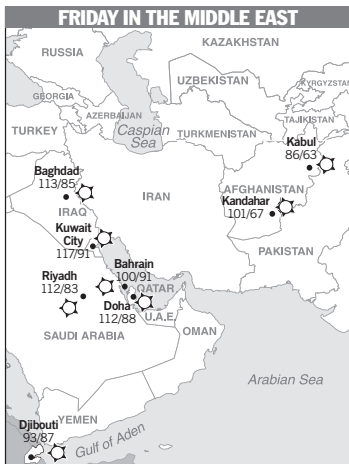 FRIDAY IN THE MIDDLE EAST
KAZAKHSTAN
RUSSIA
UZBEKISTAN
KYRGYZSTAN
GEORGIA
AZERBAIJAN
TAJIKISTAN
TURKEY
Caspian
Sea
TURKMENISTAN
Kabul
86/63
Baghdad
113/85
IRAN
AFGHANISTAN
Kandahar
101/67
IRAQ
Kuwait
City
117/91
PAKISTAN
Bahrain
100/91
Riyadh
112/83
QATAR
Doha
112/88
U.A.E.
OMAN
SAUDI ARABIA
Arabian Sea
YEMEN
Djibouti
93/87
Gulf of Aden